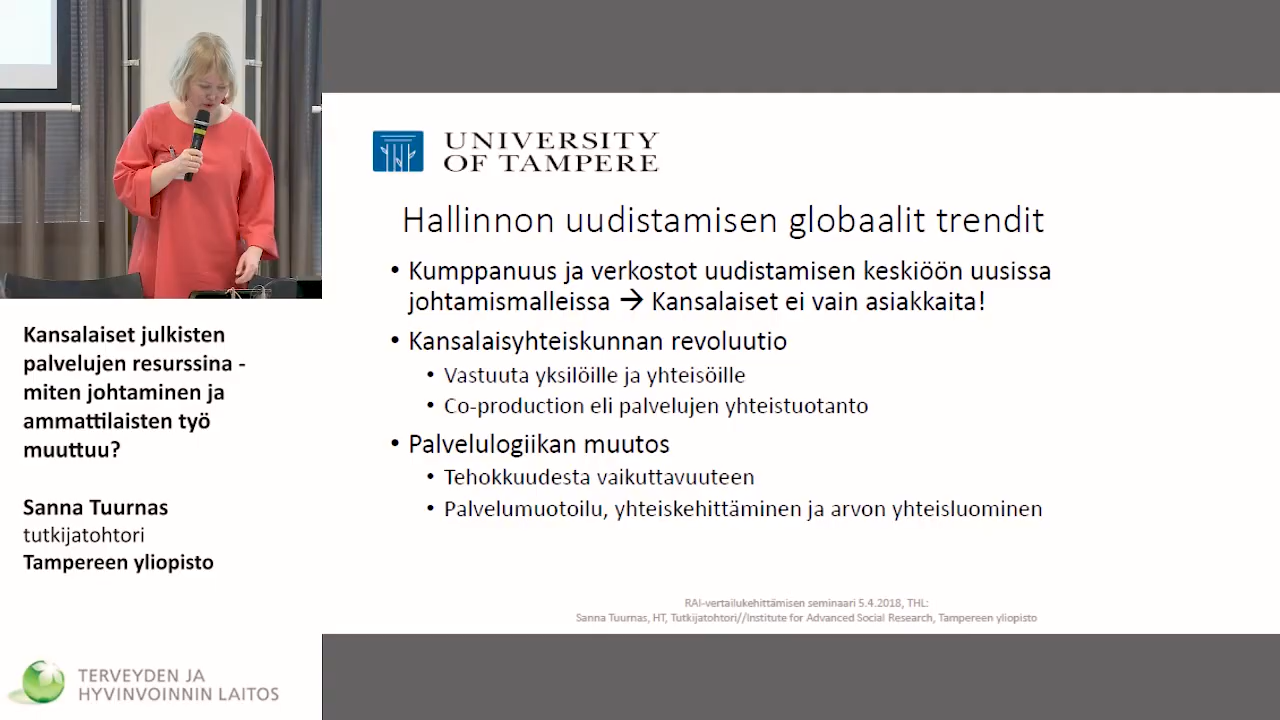 Kansalaiset julkisten
palvelujen resurssina -
miten johtaminen ja
ammattilaisten työ
muuttuu?
Sanna Tuurnas
tutkijatohtori
Tampereen yliopisto
TERVEYDEN JA
HYVINVOINNIN LAITOS
UNIVERSITY
OF TAMPERE
Hallinnon uudistamisen globaalit trendit
• Kumppanuus ja verkostot uudistamisen keskiöön uusissa
johtamismalleissa → Kansalaiset ei vain asiakkaita!
• Kansalaisyhteiskunnan revoluutio
• Vastuuta yksilöille ja yhteisöille
• Co-production eli palvelujen yhteistuotanto
• Palvelulogiikan muutos
• Tehokkuudesta vaikuttavuuteen
• Palvelumuotoilu, yhteiskehittäminen ja arvon yhteisluominen
RAI-vertailukehittämisen seminaari 5.4.2018, THL:
Sanna Tuurnas, HT, Tutkijatohtori//Institute for Advanced Social Research, Tampereen yliopisto